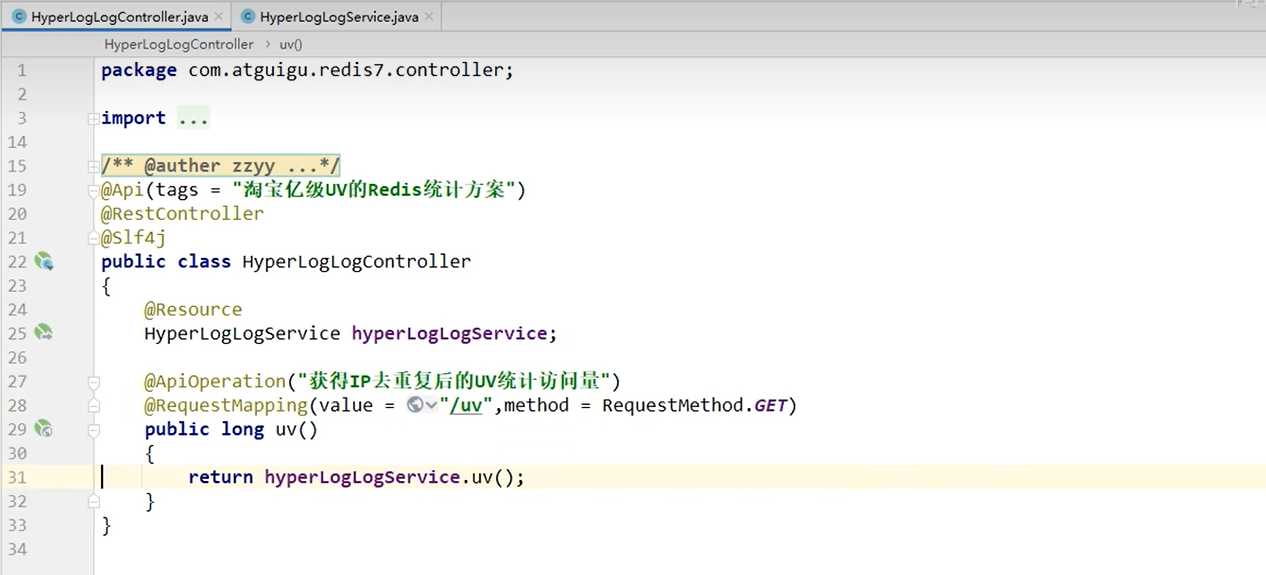 HyperLogLogController.java HyperLogLogService.java
HyperLogLogController uv()
1 package com.atguigu.redis7.controller;
2
3 import ...
14
15 /** @auther zzyy ...*/
19 @Api(tags = "淘宝亿级UV的Redis统计方案")
20 @RestController
21 @Slf4j
22 public class HyperLogLogController
23 {
24 @Resource
25 HyperLogLogService hyperLogLogService;
26
27 @ApiOperation("获得IP去重复后的UV统计访问量")
28 @RequestMapping(value = "/uv",method = RequestMethod.GET)
29 public long uv()
30 {
31 return hyperLogLogService.uv();
32 }
33 }
34